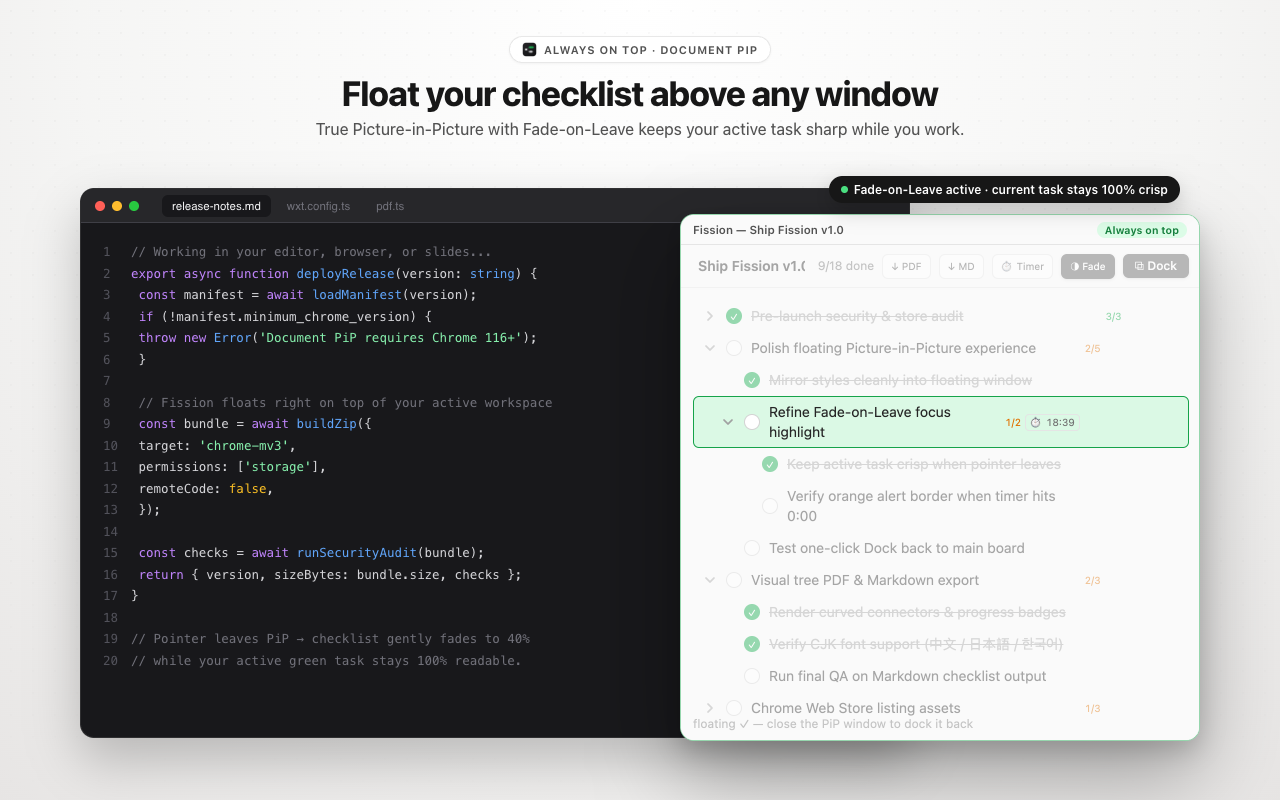 ALWAYS ON TOP · DOCUMENT PIP
Float your checklist above any window
True Picture-in-Picture with Fade-on-Leave keeps your active task sharp while you work.
Fade-on-Leave active · current task stays 100% crisp
release-notes.md wxt.config.ts pdf.ts
1 // Working in your editor, browser, or slides...
2 export async function deployRelease(version: string) {
3 const manifest = await loadManifest(version);
4 if (!manifest.minimum_chrome_version) {
5 throw new Error('Document PiP requires Chrome 116+');
6 }
7
8 // Fission floats right on top of your active workspace
9 const bundle = await buildZip({
10 target: 'chrome-mv3',
11 permissions: ['storage'],
12 remoteCode: false,
13 });
14
15 const checks = await runSecurityAudit(bundle);
16 return { version, sizeBytes: bundle.size, checks };
17 }
18
19 // Pointer leaves PiP → checklist gently fades to 40%
20 // while your active green task stays 100% readable.
Fission — Ship Fission v1.0 Always on top
Ship Fission v1.0 9/18 done ↓ PDF ↓ MD ⏱ Timer ◑ Fade ⧉ Dock
Pre-launch security & store audit 3/3
Polish floating Picture-in-Picture experience 2/5
Mirror styles cleanly into floating window
Refine Fade-on-Leave focus
highlight 1/2 ⏱ 18:39
Keep active task crisp when pointer leaves
Verify orange alert border when timer hits
0:00
Test one-click Dock back to main board
Visual tree PDF & Markdown export 2/3
Render curved connectors & progress badges
Verify CJK font support (中文 / 日本語 / 한국어)
Run final QA on Markdown checklist output
Chrome Web Store listing assets 1/3
floating ✓ — close the PiP window to dock it back